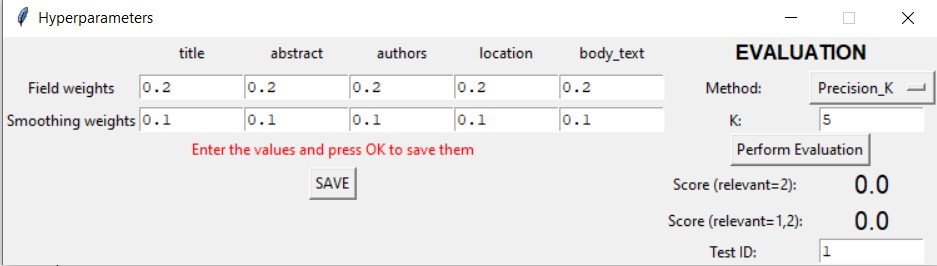 Hyperparameters
title abstract authors location body_text EVALUATION
Field weights 0.2 0.2 0.2 0.2 0.2 Method: Precision_K
Smoothing weights 0.1 0.1 0.1 0.1 0.1 K: 5
Enter the values and press OK to save them Perform Evaluation
SAVE Score (relevant=2): 0.0
Score (relevant=1,2): 0.0
Test ID: 1